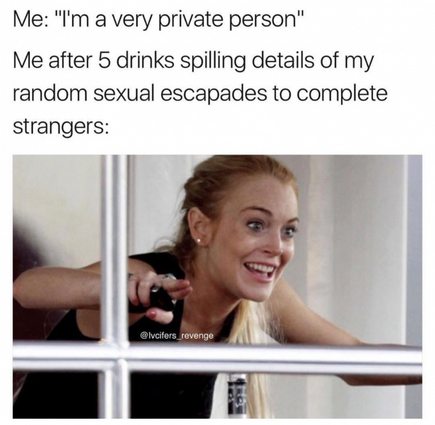 Me: "I'm a very private person"
Me after 5 drinks spilling details of my
random sexual escapades to complete
strangers:
@lvcifers_revenge